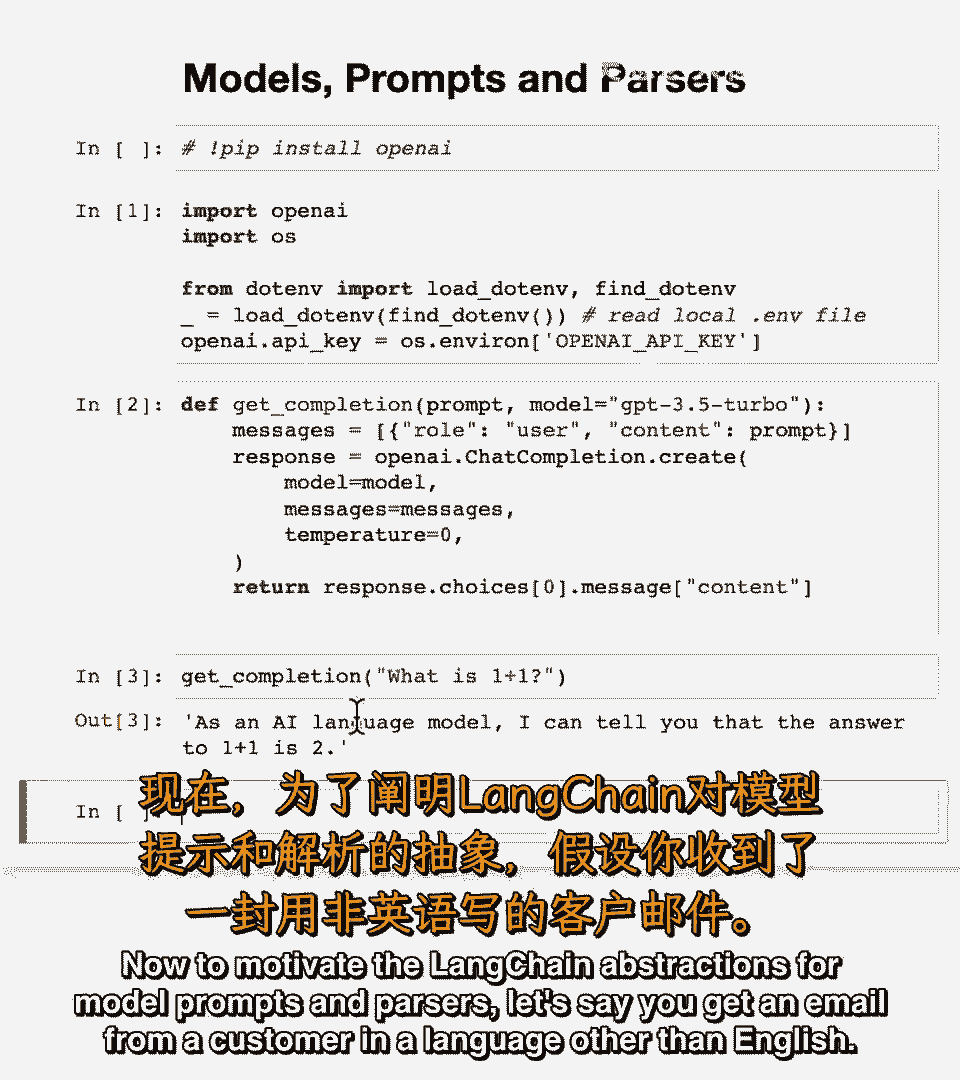 Models, Prompts and Parsers
In [ ]: # !pip install openai
In [1]: import openai
import os
from dotenv import load_dotenv, find_dotenv
_ = load_dotenv(find_dotenv()) # read local .env file
openai.api_key = os.environ['OPENAI_API_KEY']
In [2]: def get_completion(prompt, model="gpt-3.5-turbo"):
messages = [{"role": "user", "content": prompt}]
response = openai.ChatCompletion.create(
model=model,
messages=messages,
temperature=0,
)
return response.choices[0].message["content"]
In [3]: get_completion("What is 1+1?")
Out[3]: 'As an AI language model, I can tell you that the answer
to 1+1 is 2.'
In [ ]:
现在，为了阐明LangChain对模型
提示和解析的抽象，假设你收到了
一封用非英语写的客户邮件。
Now to motivate the LangChain abstractions for
model prompts and parsers, let's say you get an email
from a customer in a language other than English.